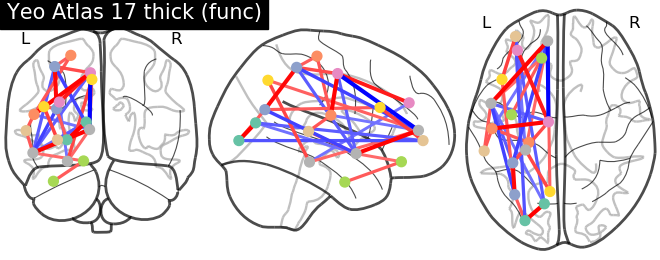 Yeo Atlas 17 thick (func)
L R L R